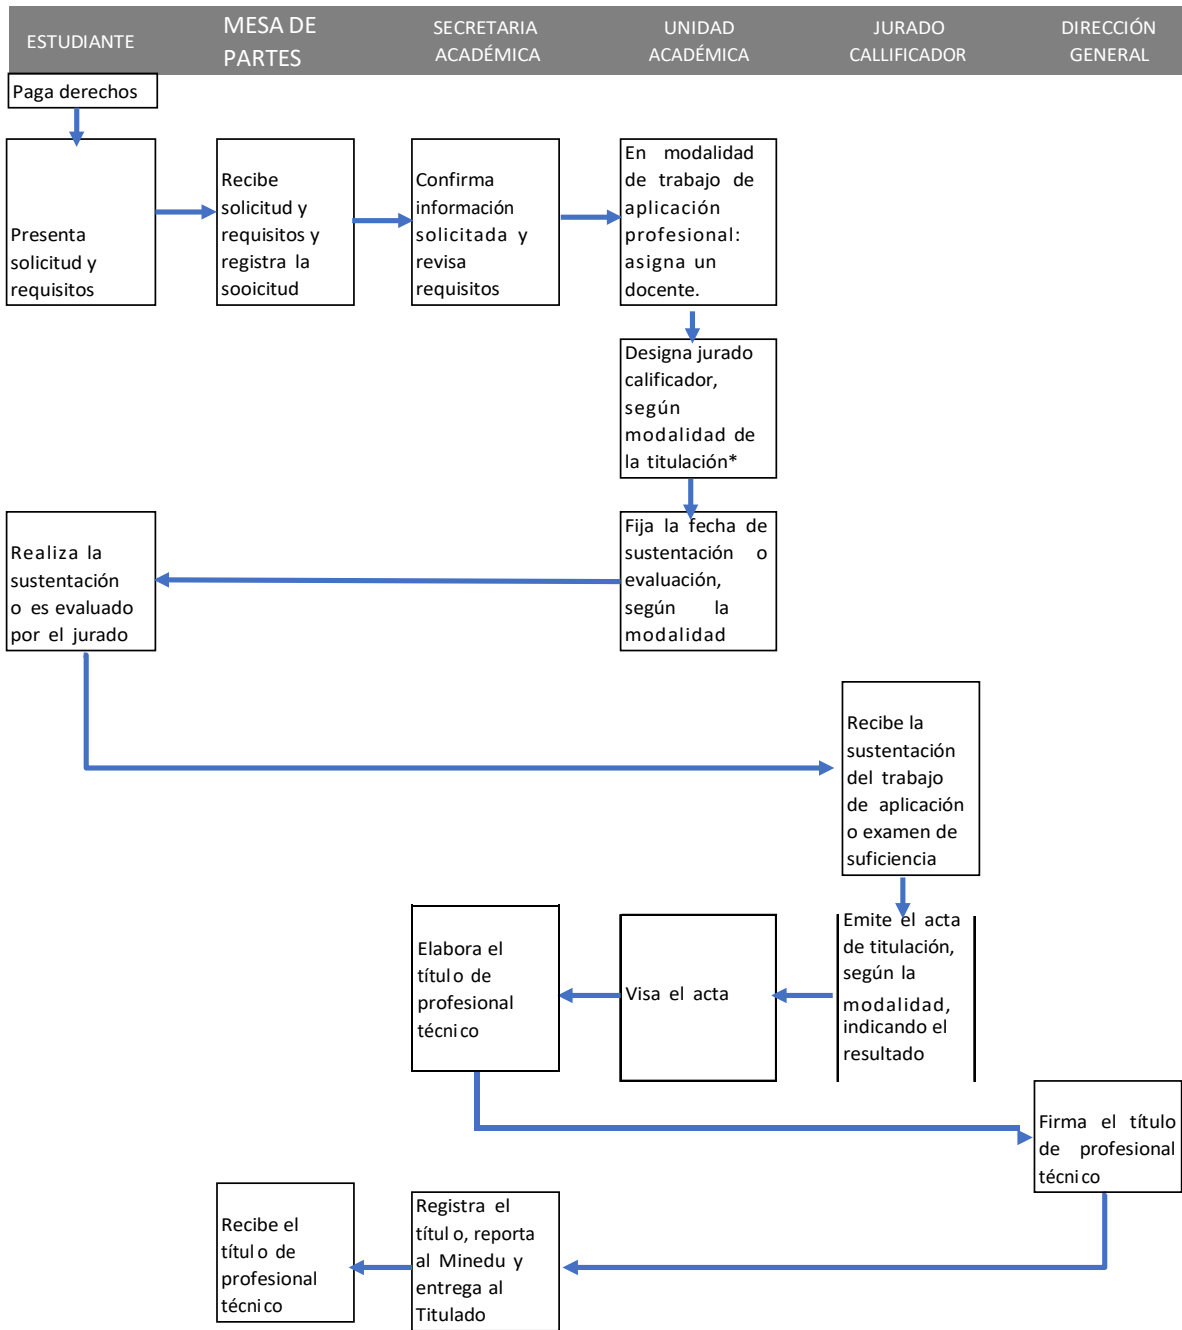 ESTUDIANTE
MESA DE
PARTES
SECRETARIA
ACADÉMICA
UNIDAD
ACADÉMICA
JURADO
CALLIFICADOR
DIRECCIÓN
GENERAL
Paga derechos
Presenta
solicitud y
requisitos
Recibe
solicitud y
requisitos y
registra la
sooicitud
Confirma
información
solicitada y
revisa
requisitos
En modalidad
de trabajo de
aplicación
profesional:
asigna un
docente.
Designa jurado
calificador,
según
modalidad de
la titulación*
Fija la fecha de
sustentación o
evaluación,
según la
modalidad
Realiza la
sustentación
o es evaluado
por el jurado
Recibe la
sustentación
del trabajo
de aplicación
o examen de
suficiencia
Emite el acta
de titulación,
según la
modalidad,
indicando el
resultado
Visa el acta
Elabora el
título de
profesional
técnico
Firma el título
de profesional
técnico
Registra el
título, reporta
al Minedu y
entrega al
Titulado
Recibe el
título de
profesional
técnico